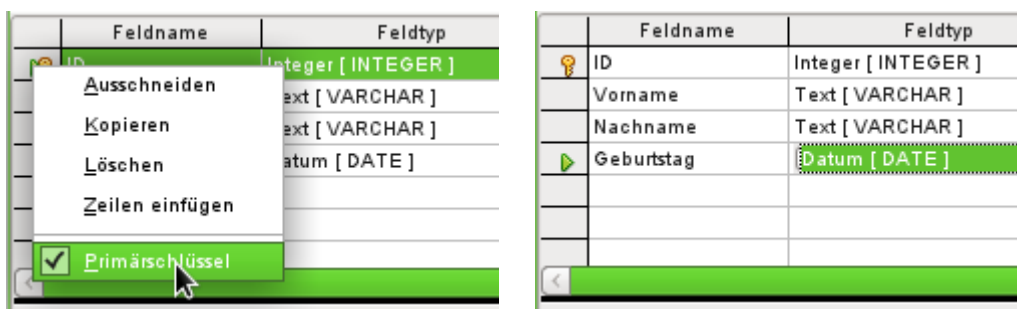 Feldname Feldtyp
ID Integer [ INTEGER ]
Ausschneiden
ext [ VARCHAR ]
Kopieren
ext [ VARCHAR ]
Löschen
atum [ DATE ]
Zeilen einfügen
Primärschlüssel
Feldname Feldtyp
ID Integer [ INTEGER ]
Vorname Text [ VARCHAR ]
Nachname Text [ VARCHAR ]
Geburtstag Datum [ DATE ]